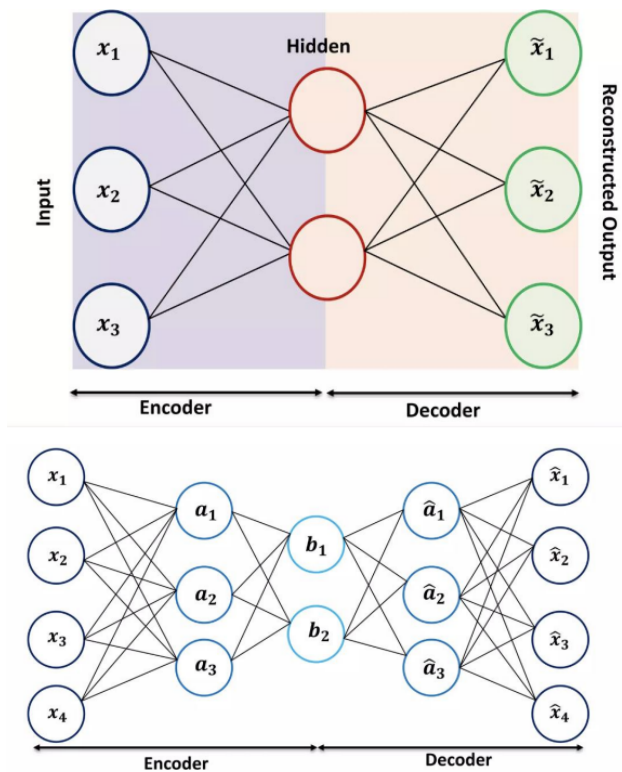 Hidden
x₁
x̃₁
x₂
x̃₂
x₃
x̃₃
Input
Reconstructed Output
Encoder
Decoder
x₁
a₁
b₁
â₁
x̂₁
x₂
a₂
b₂
â₂
x̂₂
x₃
a₃
â₃
x̂₃
x₄
x̂₄
Encoder
Decoder